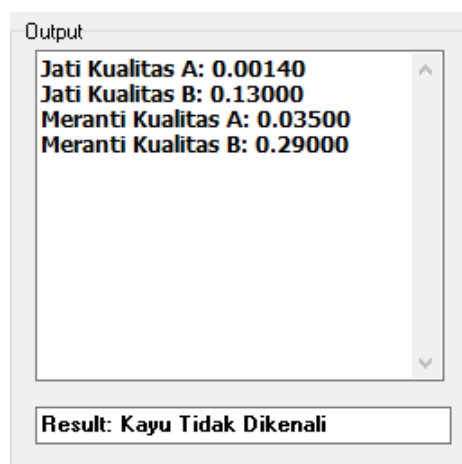 Output
Jati Kualitas A: 0.00140
Jati Kualitas B: 0.13000
Meranti Kualitas A: 0.03500
Meranti Kualitas B: 0.29000
Result: Kayu Tidak Dikenali